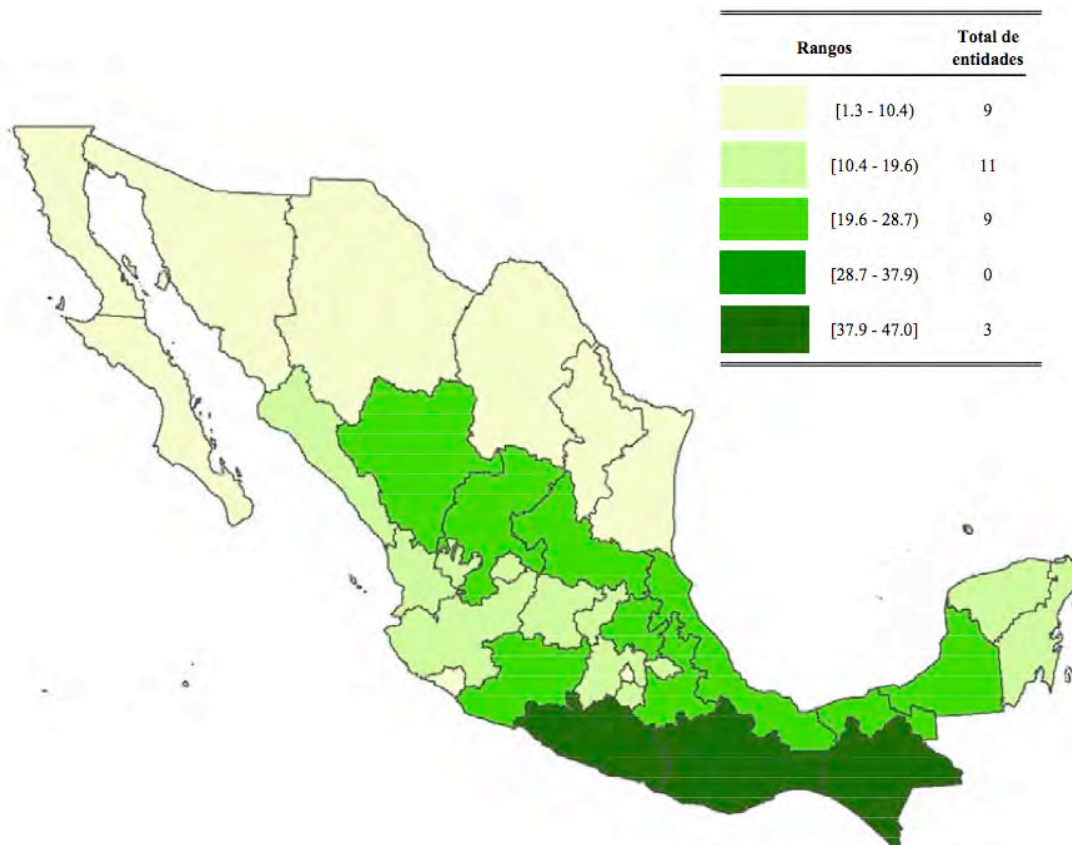 Rangos Total de
entidades
[1.3 - 10.4) 9
[10.4 - 19.6) 11
[19.6 - 28.7) 9
[28.7 - 37.9) 0
[37.9 - 47.0] 3